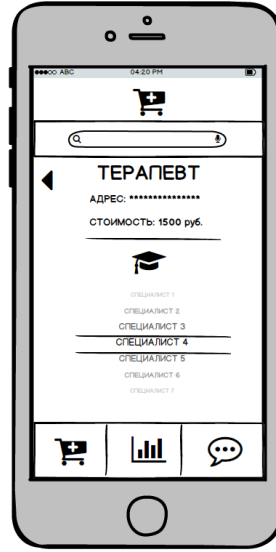 ABC 04:20 PM
ТЕРАПЕВТ
АДРЕС: ***************
СТОИМОСТЬ: 1500 руб.
СПЕЦИАЛИСТ 1
СПЕЦИАЛИСТ 2
СПЕЦИАЛИСТ 3
СПЕЦИАЛИСТ 4
СПЕЦИАЛИСТ 5
СПЕЦИАЛИСТ 6
СПЕЦИАЛИСТ 7